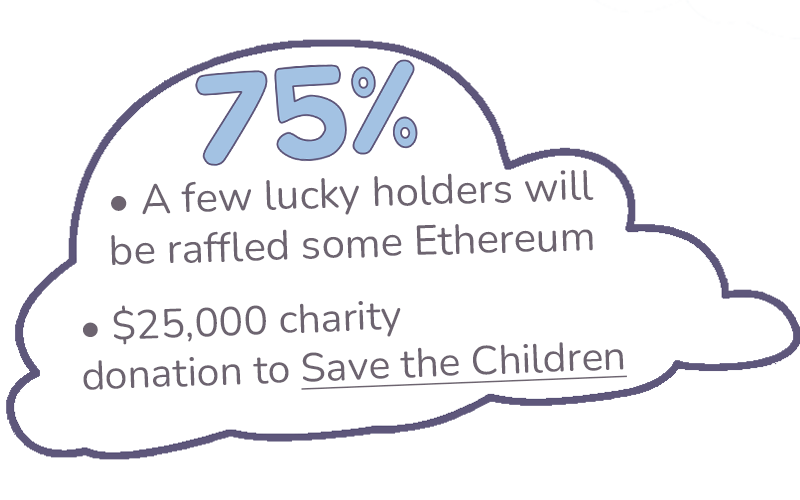 75%
• A few lucky holders will
be raffled some Ethereum
• $25,000 charity
donation to Save the Children